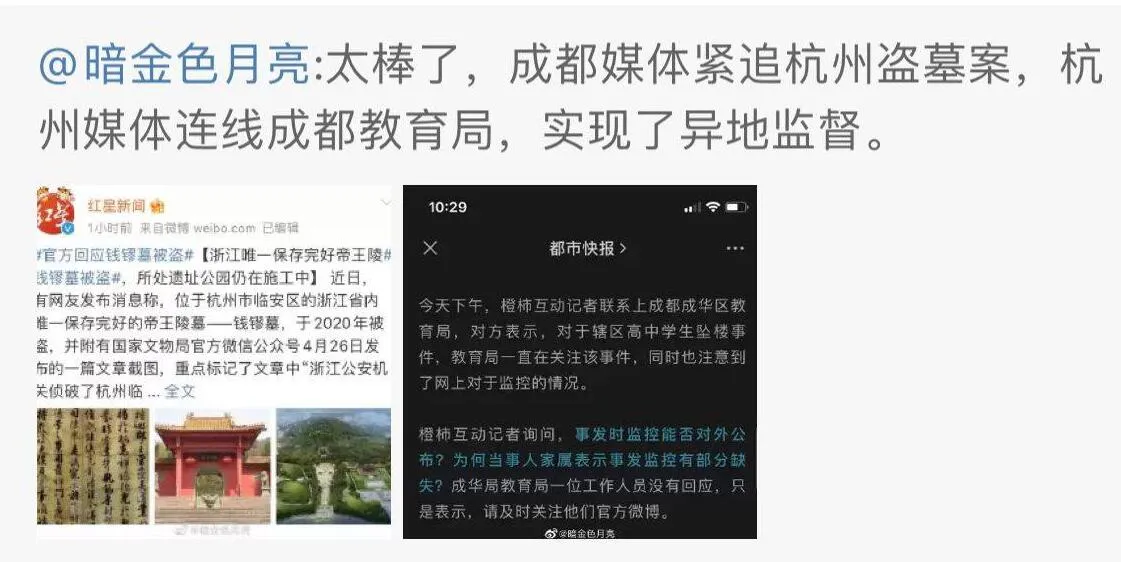 @暗金色月亮:太棒了，成都媒体紧追杭州盗墓案，杭
州媒体连线成都教育局，实现了异地监督。
红星新闻
1小时前 来自微博 weibo.com 已编辑
#官方回应钱镠墓被盗#【浙江唯一保存完好帝王陵#
钱镠墓被盗#，所处遗址公园仍在施工中】近日，
有网友发布消息称，位于杭州市临安区的浙江省内
唯一保存完好的帝王陵墓——钱镠墓，于2020年被
盗，并附有国家文物局官方微信公众号4月26日发
布的一篇文章截图，重点标记了文章中“浙江公安机
关侦破了杭州临 ... 全文
@暗金色月亮
10:29
都市快报
今天下午，橙柿互动记者联系上成都成华区教
育局，对方表示，对于辖区高中学生坠楼事
件，教育局一直在关注该事件，同时也注意到
了网上对于监控的情况。
橙柿互动记者询问，事发时监控能否对外公
布？为何当事人家属表示事发监控有部分缺
失？成华局教育局一位工作人员没有回应，只
是表示，请及时关注他们官方微博。
@暗金色月亮